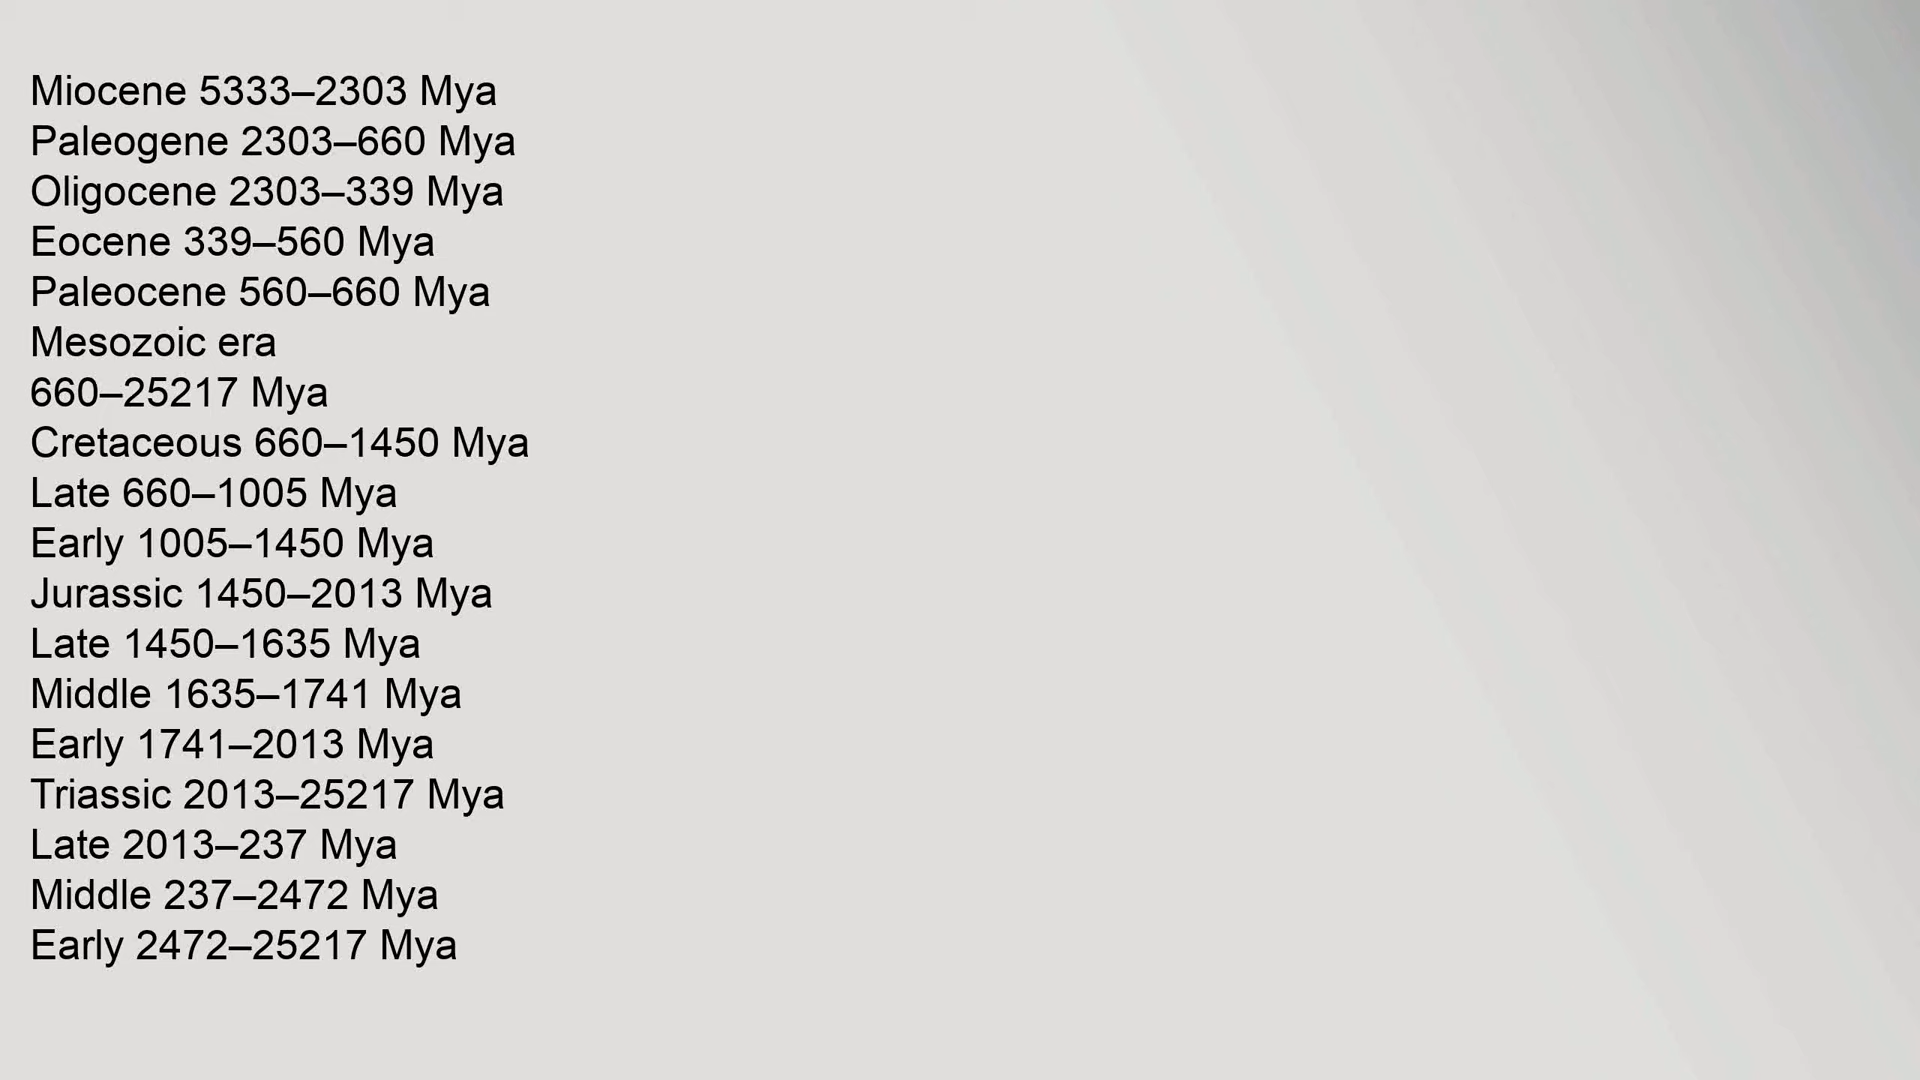 Miocene 5333–2303 Mya
Paleogene 2303–660 Mya
Oligocene 2303–339 Mya
Eocene 339–560 Mya
Paleocene 560–660 Mya
Mesozoic era
660–25217 Mya
Cretaceous 660–1450 Mya
Late 660–1005 Mya
Early 1005–1450 Mya
Jurassic 1450–2013 Mya
Late 1450–1635 Mya
Middle 1635–1741 Mya
Early 1741–2013 Mya
Triassic 2013–25217 Mya
Late 2013–237 Mya
Middle 237–2472 Mya
Early 2472–25217 Mya